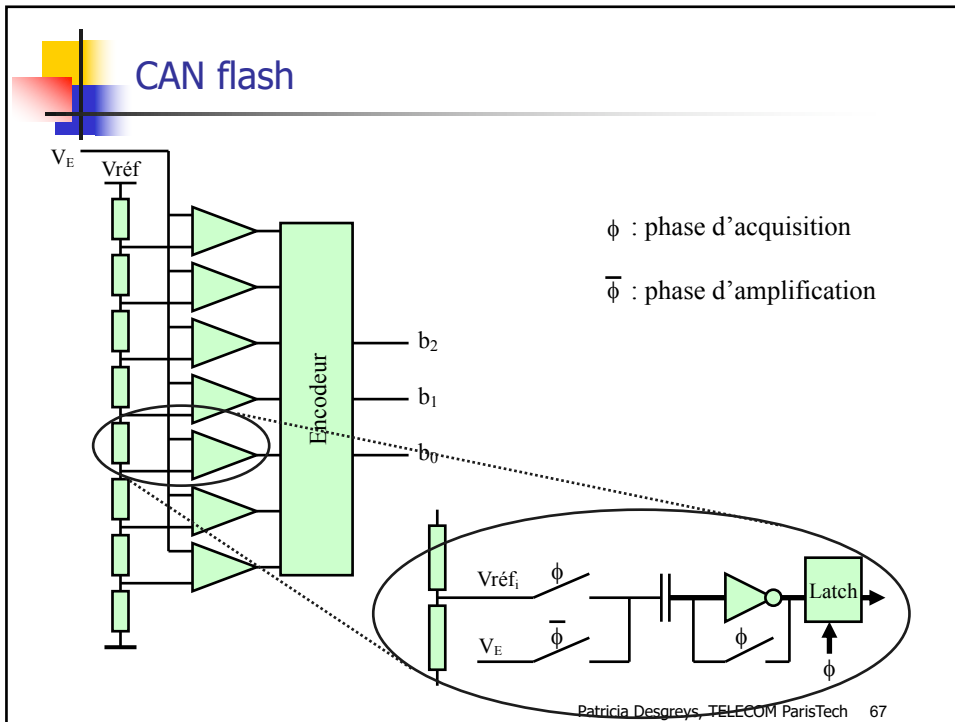 CAN flash
V_E
Vréf
ϕ : phase d'acquisition
ϕ̅ : phase d'amplification
Encodeur
b₂
b₁
b₀
Vréfᵢ
ϕ
V_E
ϕ̅
ϕ
Latch
ϕ
Patricia Desgreys, TELECOM ParisTech 67